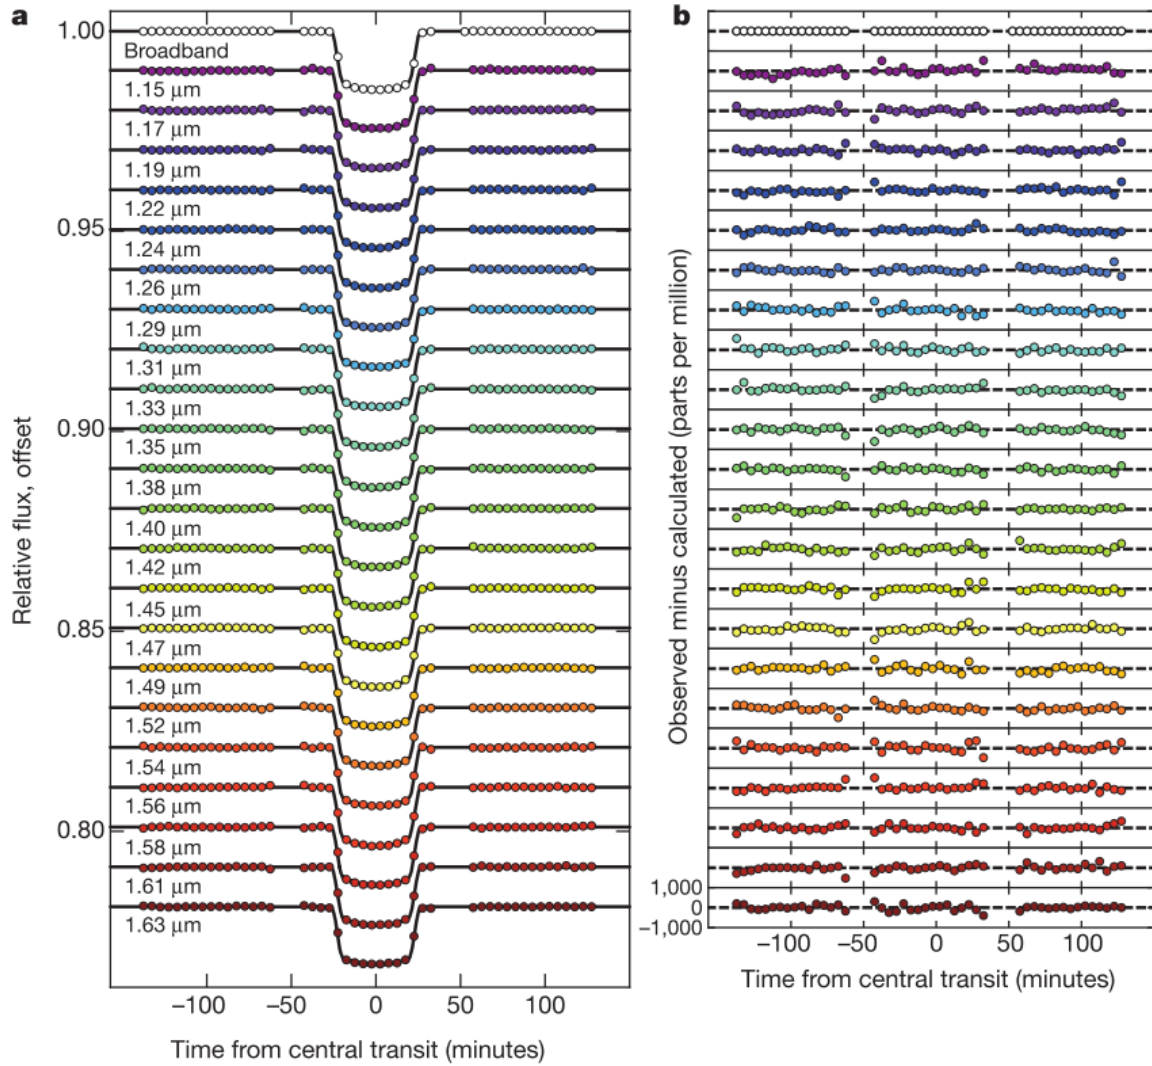 a
1.00
Broadband
1.15 µm
1.17 µm
1.19 µm
1.22 µm
0.95
1.24 µm
1.26 µm
1.29 µm
1.31 µm
1.33 µm
0.90
1.35 µm
1.38 µm
1.40 µm
1.42 µm
1.45 µm
0.85
1.47 µm
1.49 µm
1.52 µm
1.54 µm
1.56 µm
0.80
1.58 µm
1.61 µm
1.63 µm
Relative flux, offset
−100
−50
0
50
100
Time from central transit (minutes)
b
Observed minus calculated (parts per million)
1,000
0
−1,000
−100
−50
0
50
100
Time from central transit (minutes)